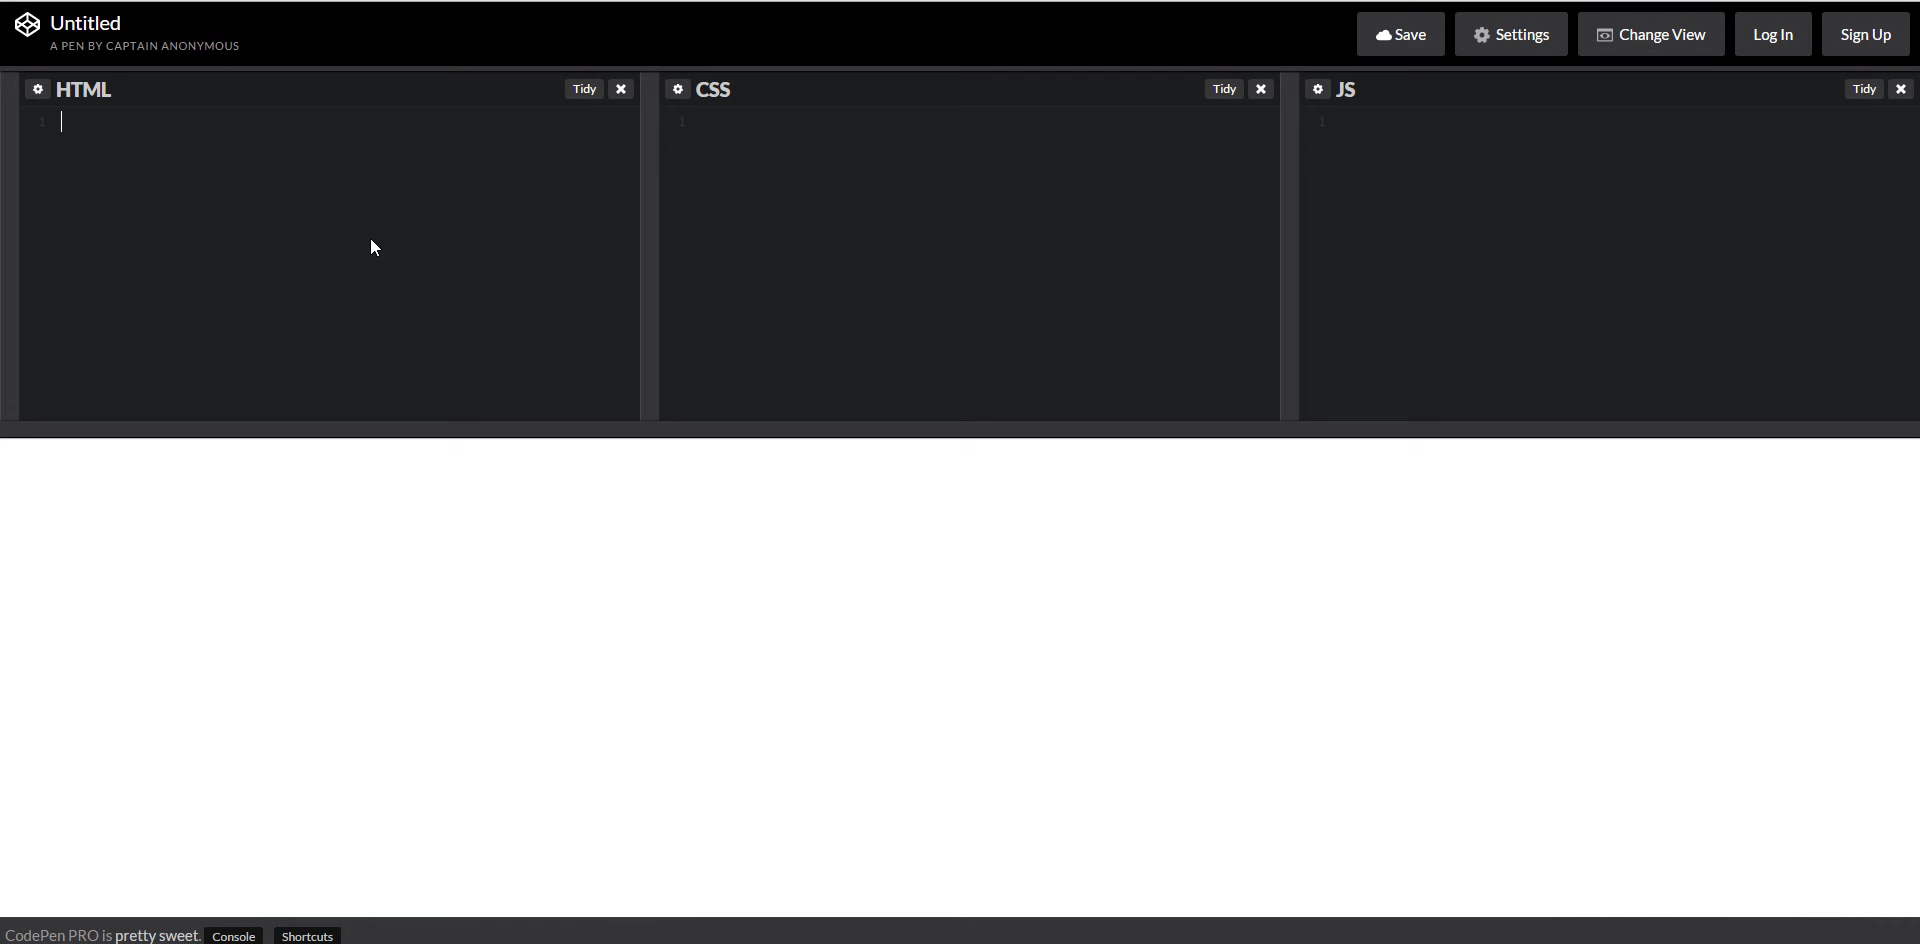 Untitled
A PEN BY CAPTAIN ANONYMOUS
Save
Settings
Change View
Log In
Sign Up
HTML
Tidy
CSS
Tidy
JS
Tidy
1
1
1
CodePen PRO is pretty sweet.
Console
Shortcuts